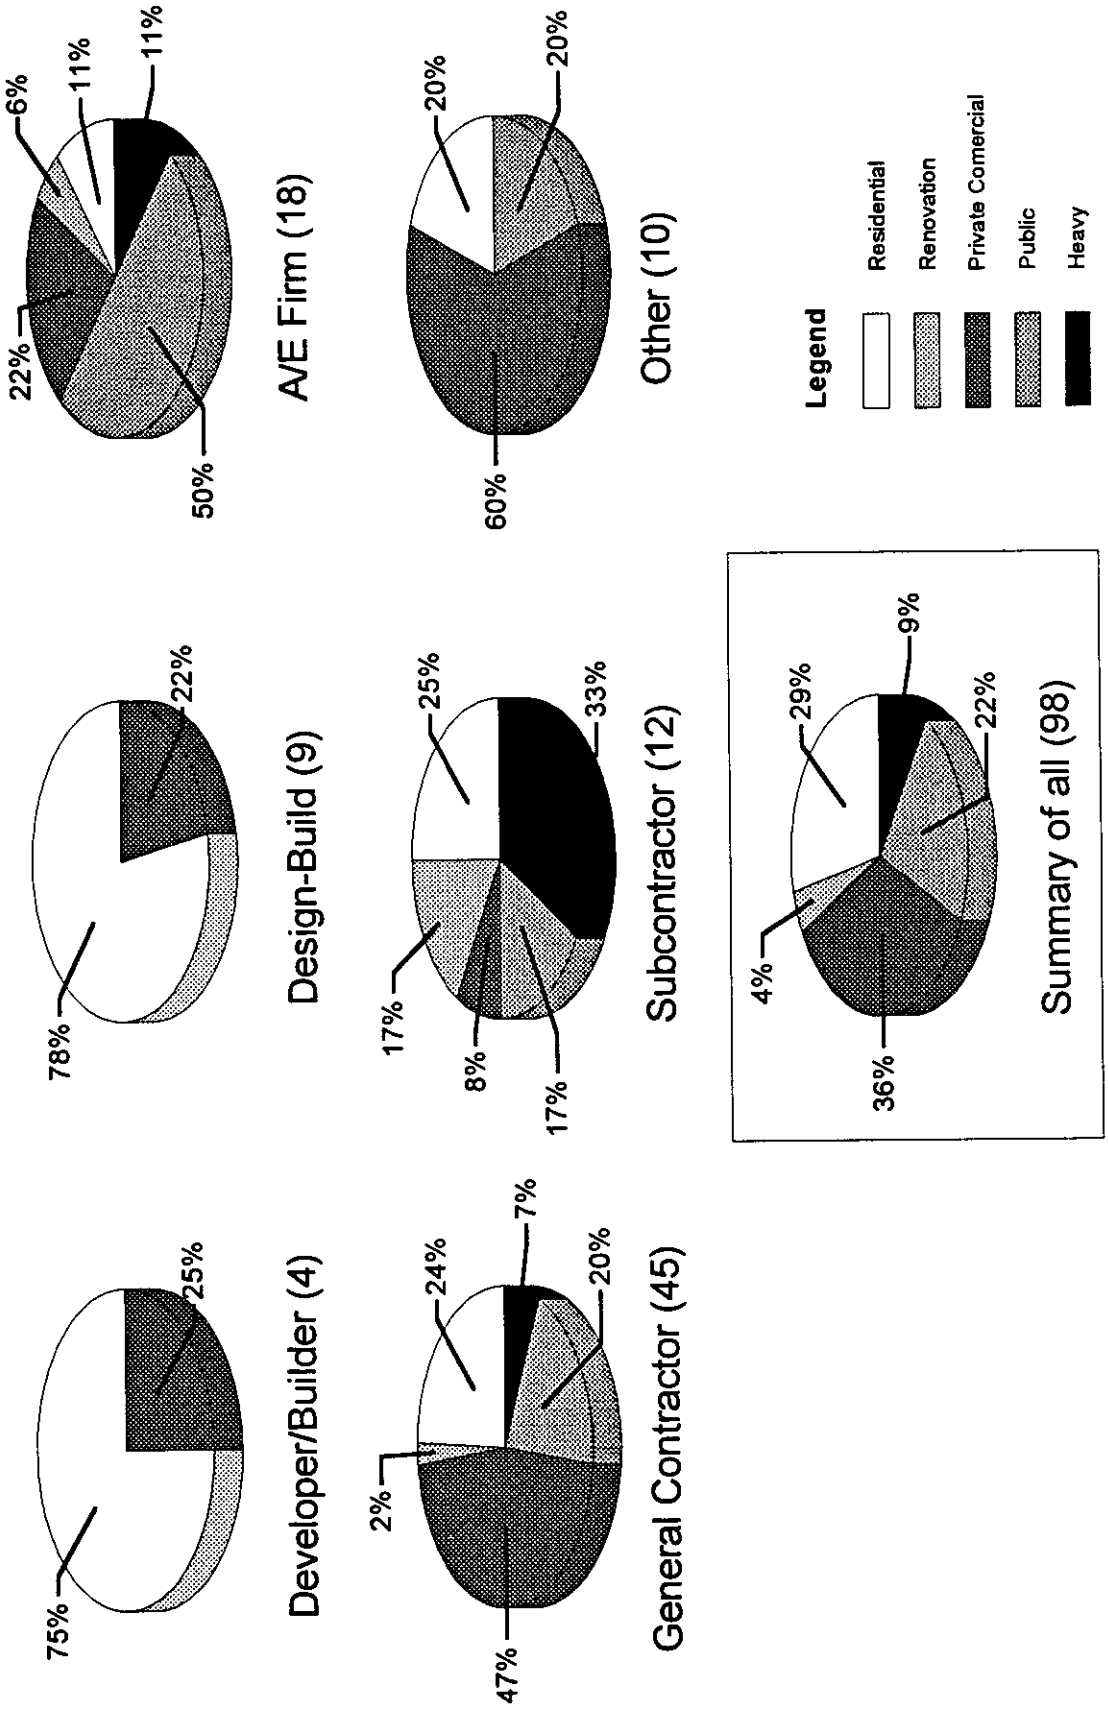 75%
25%
Developer/Builder (4)
78%
22%
Design-Build (9)
22%
6%
11%
11%
50%
A/E Firm (18)
2%
24%
7%
20%
47%
General Contractor (45)
17%
25%
8%
17%
33%
Subcontractor (12)
20%
20%
60%
Other (10)
4%
29%
9%
36%
22%
Summary of all (98)
Legend
Residential
Renovation
Private Comercial
Public
Heavy